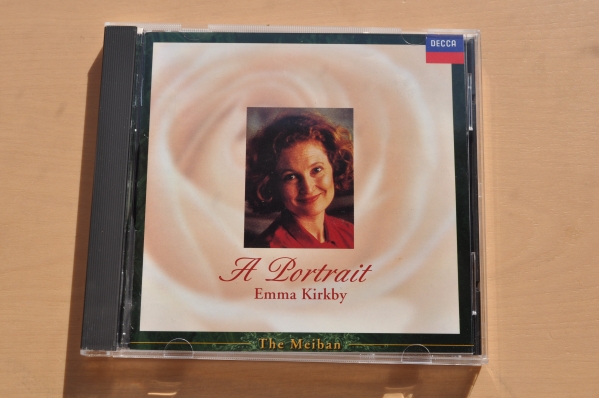 DECCA
A Portrait
Emma Kirkby
The Meiban